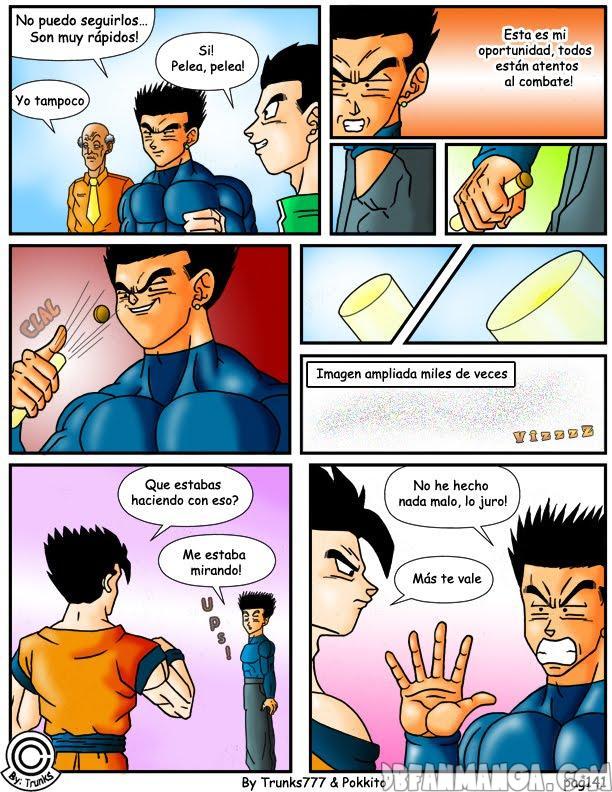 No puedo seguirlos...
Son muy rápidos!
Yo tampoco
Si!
Pelea, pelea!
Esta es mi
oportunidad, todos
están atentos
al combate!
CLAL
Imagen ampliada miles de veces
VizzzZ
Que estabas
haciendo con eso?
Me estaba
mirando!
Ups!
No he hecho
nada malo, lo juro!
Más te vale
By: Trunks
By Trunks777 & Pokkito
DBFANMANGA.COM
pag141